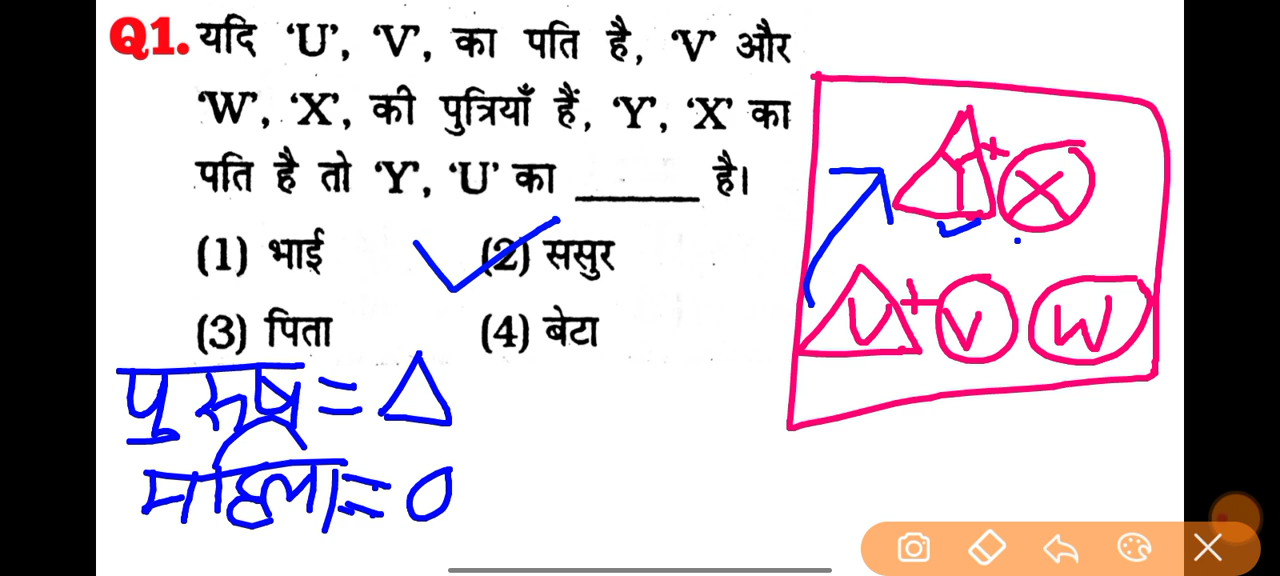 Q1. यदि ‘U’, ‘V’, का पति है, ‘V’ और
‘W’, ‘X’, की पुत्रियाँ हैं, ‘Y’, ‘X’ का
पति है तो ‘Y’, ‘U’ का ______ है।
(1) भाई (2) ससुर
(3) पिता (4) बेटा
पुरुष = Δ
महिला = O
Y + X
U + V W